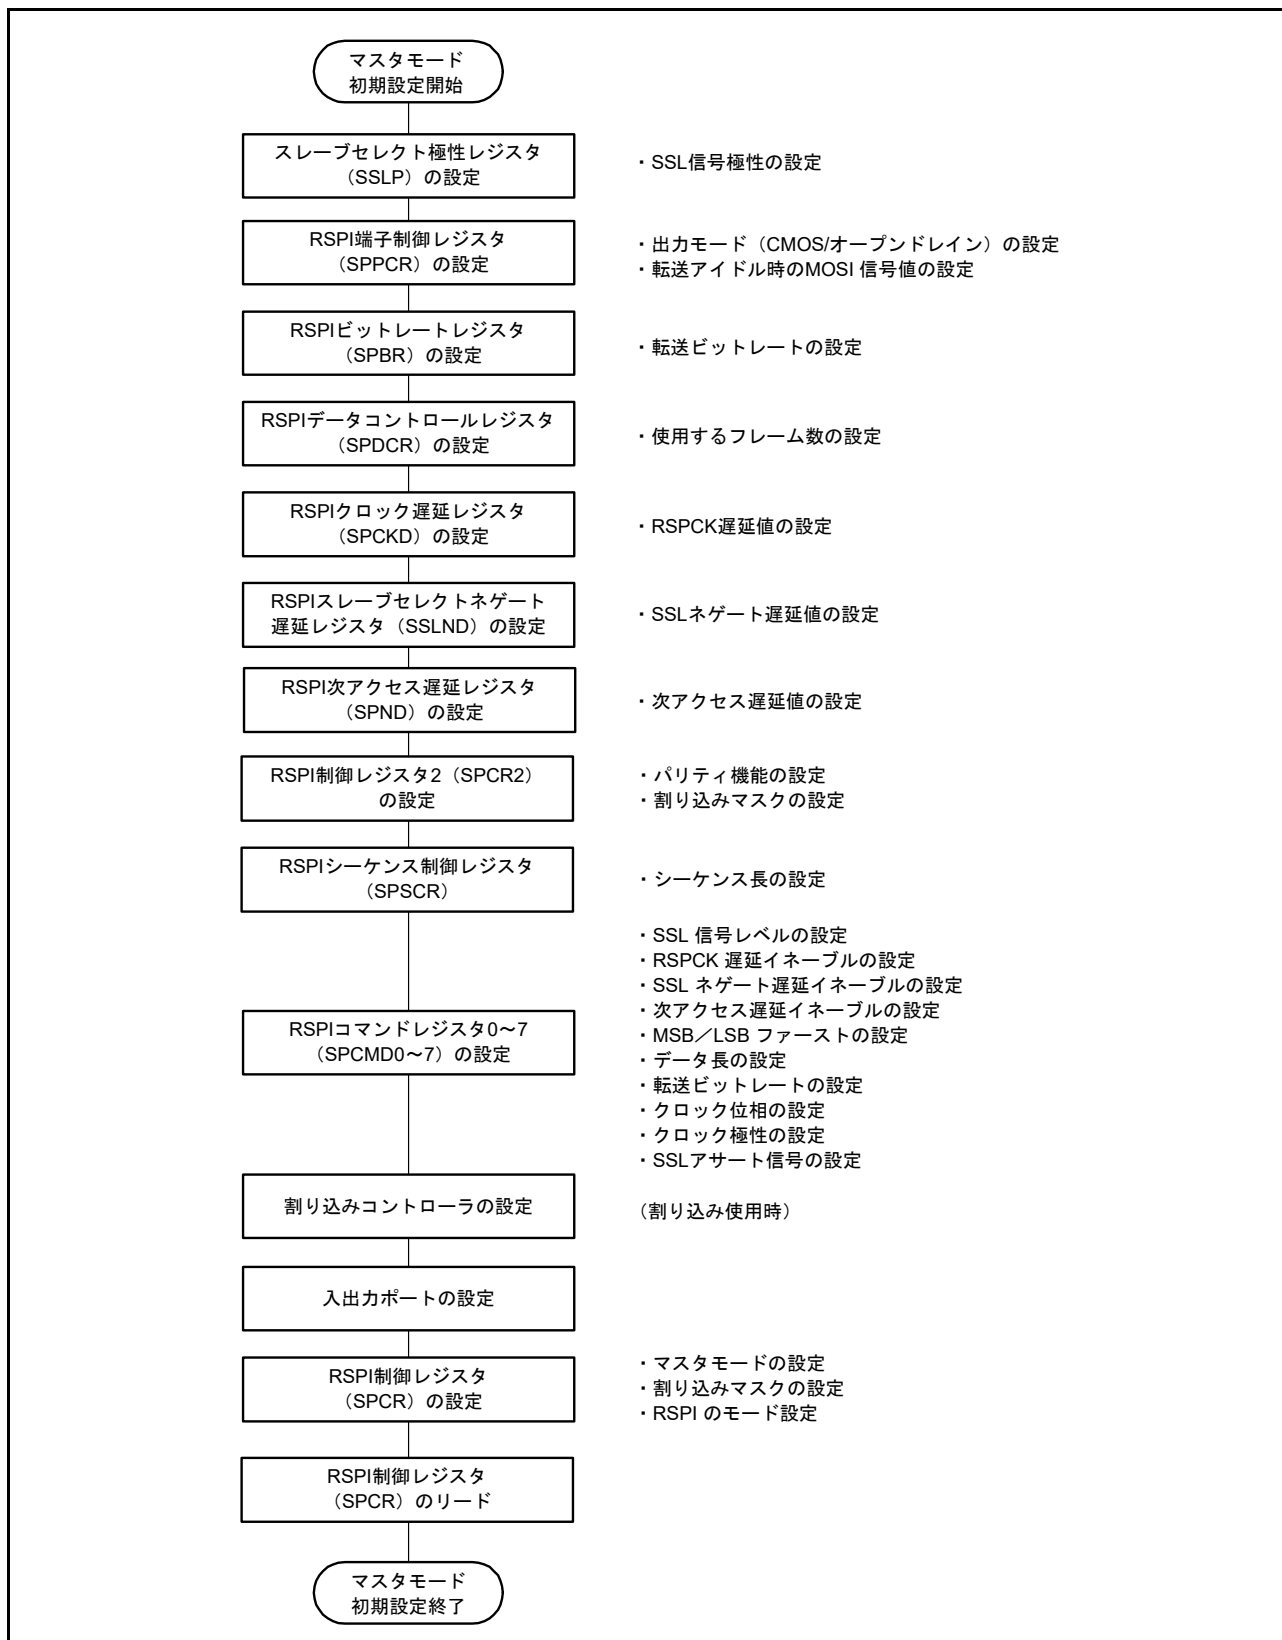 マスタモード
初期設定開始
スレーブセレクト極性レジスタ
（SSLP）の設定
・SSL信号極性の設定
RSPI端子制御レジスタ
（SPPCR）の設定
・出力モード（CMOS/オープンドレイン）の設定
・転送アイドル時のMOSI 信号値の設定
RSPIビットレートレジスタ
（SPBR）の設定
・転送ビットレートの設定
RSPIデータコントロールレジスタ
（SPDCR）の設定
・使用するフレーム数の設定
RSPIクロック遅延レジスタ
（SPCKD）の設定
・RSPCK遅延値の設定
RSPIスレーブセレクトネゲート
遅延レジスタ（SSLND）の設定
・SSLネゲート遅延値の設定
RSPI次アクセス遅延レジスタ
（SPND）の設定
・次アクセス遅延値の設定
RSPI制御レジスタ2（SPCR2）
の設定
・パリティ機能の設定
・割り込みマスクの設定
RSPIシーケンス制御レジスタ
（SPSCR）
・シーケンス長の設定
RSPIコマンドレジスタ0～7
（SPCMD0～7）の設定
・SSL 信号レベルの設定
・RSPCK 遅延イネーブルの設定
・SSL ネゲート遅延イネーブルの設定
・次アクセス遅延イネーブルの設定
・MSB／LSB ファーストの設定
・データ長の設定
・転送ビットレートの設定
・クロック位相の設定
・クロック極性の設定
・SSLアサート信号の設定
割り込みコントローラの設定
（割り込み使用時）
入出力ポートの設定
RSPI制御レジスタ
（SPCR）の設定
・マスタモードの設定
・割り込みマスクの設定
・RSPI のモード設定
RSPI制御レジスタ
（SPCR）のリード
マスタモード
初期設定終了